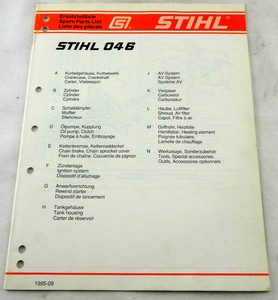 Ersatzteilliste
Spare Parts List
Liste des pièces
STIHL
STIHL 046
A Kurbelgehäuse, Kurbelwelle
Crankcase, Crankshaft
Carter, Vilebrequin
B Zylinder
Cylinder
Cylindre
C Schalldämpfer
Muffler
Silencieux
D Ölpumpe, Kupplung
Oil pump, Clutch
Pompe à huile, Embrayage
E Kettenbremse, Kettenraddeckel
Chain brake, Chain sprocket cover
Frein de chaîne, Couvercle de pignon
F Zündanlage
Ignition system
Dispositif d'allumage
G Anwerfvorrichtung
Rewind starter
Dispositif de lancement
H Tankgehäuse
Tank housing
Carter de réservoir
J AV-System
AV-System
Système AV
K Vergaser
Carburetor
Carburateur
L Haube, Luftfilter
Shroud, Air filter
Capot, Filtre à air
M Griffrohr, Heizfolie
Handlebar, Heating element
Poignée tubulaire,
Lamelle de chauffage
N Werkzeuge, Sonderzubehör
Tools, Special accessories
Outils, Accessoires optionnels
1995-09